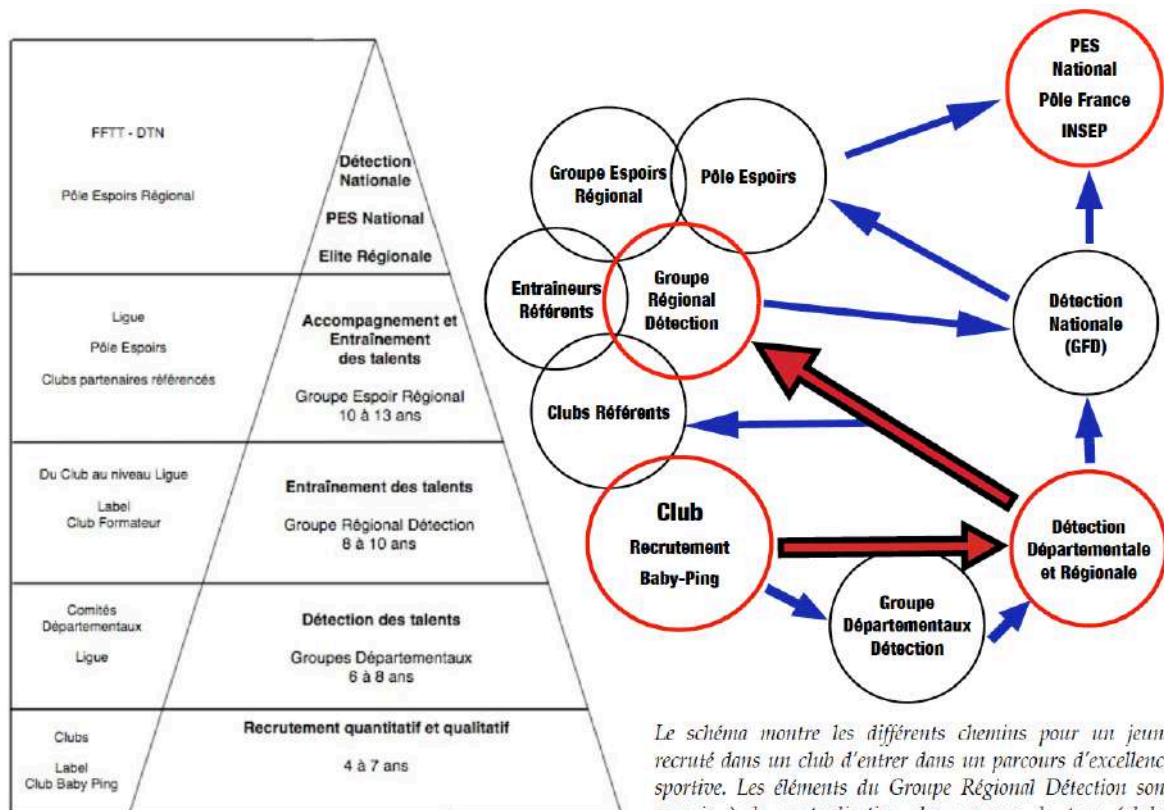 FFTT - DTN
Pôle Espoirs Régional
Détection
Nationale
PES National
Elite Régionale
Ligue
Pôle Espoirs
Clubs partenaires référencés
Accompagnement et
Entraînement
des talents
Groupe Espoir Régional
10 à 13 ans
Du Club au niveau Ligue
Label
Club Formateur
Entraînement des talents
Groupe Régional Détection
8 à 10 ans
Comités
Départementaux
Ligue
Détection des talents
Groupes Départementaux
6 à 8 ans
Clubs
Label
Club Baby Ping
Recrutement quantitatif et qualitatif
4 à 7 ans
PES
National
Pôle France
INSEP
Groupe Espoirs
Régional
Pôle Espoirs
Entraîneurs
Référents
Groupe
Régional
Détection
Détection
Nationale
(GFD)
Clubs Référents
Club
Recrutement
Baby-Ping
Détection
Départementale
et Régionale
Groupe
Départementaux
Détection
Le schéma montre les différents chemins pour un jeun
recruté dans un club d'entrer dans un parcours d'excellenc
sportive. Les éléments du Groupe Régional Détection son